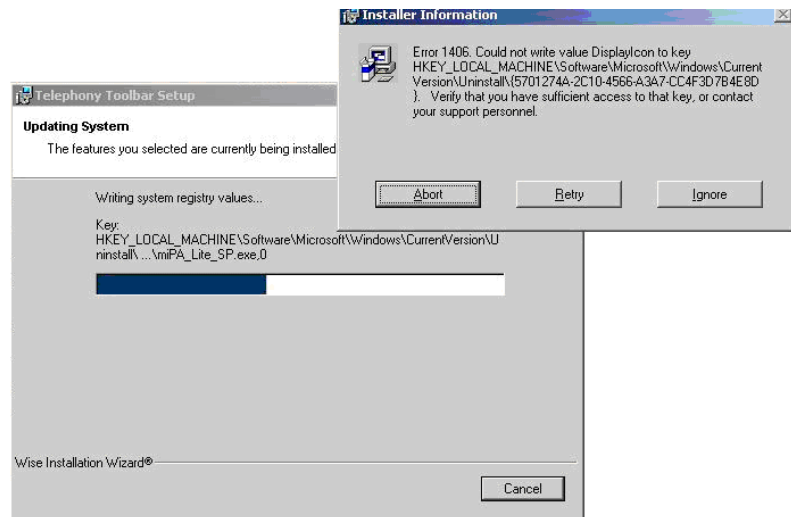 Installer Information
Error 1406. Could not write value DisplayIcon to key
HKEY_LOCAL_MACHINE\Software\Microsoft\Windows\Current
Version\Uninstall\{5701274A-2C10-4566-A3A7-CC4F3D7B4E8D
}. Verify that you have sufficient access to that key, or contact
your support personnel.
Abort
Retry
Ignore
Telephony Toolbar Setup
Updating System
The features you selected are currently being installed
Writing system registry values...
Key:
HKEY_LOCAL_MACHINE\Software\Microsoft\Windows\CurrentVersion\U
ninstall\ ...\miPA_Lite_SP.exe,0
Wise Installation Wizard®
Cancel